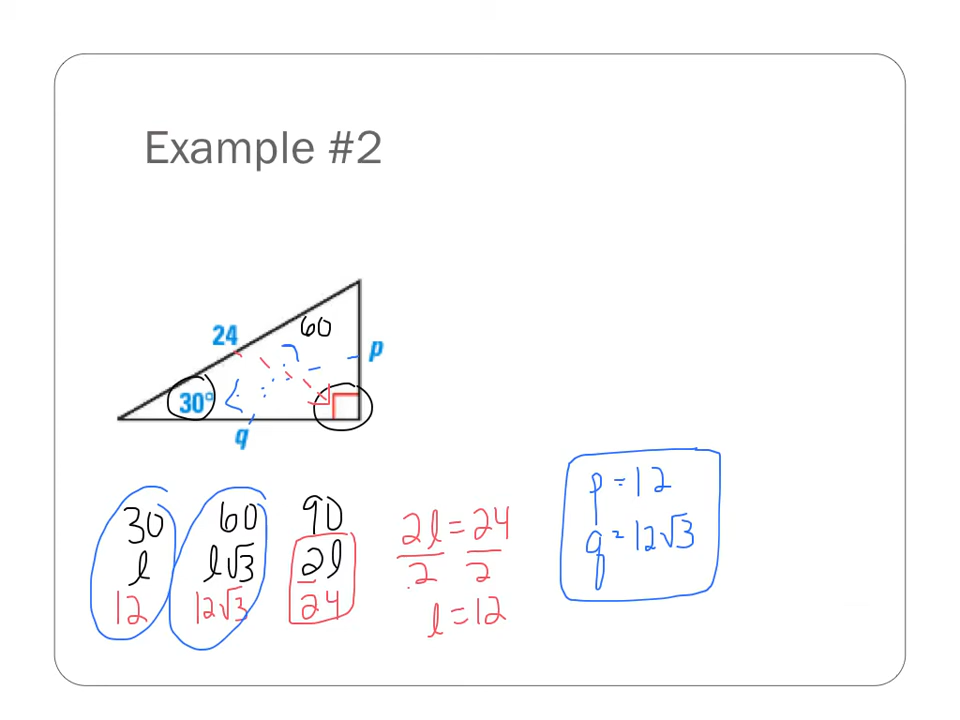 Example #2
60
24
p
30°
q
30 60 90
l l√3 2l
12 12√3 24
2l = 24
2 2
l = 12
p = 12
q = 12√3